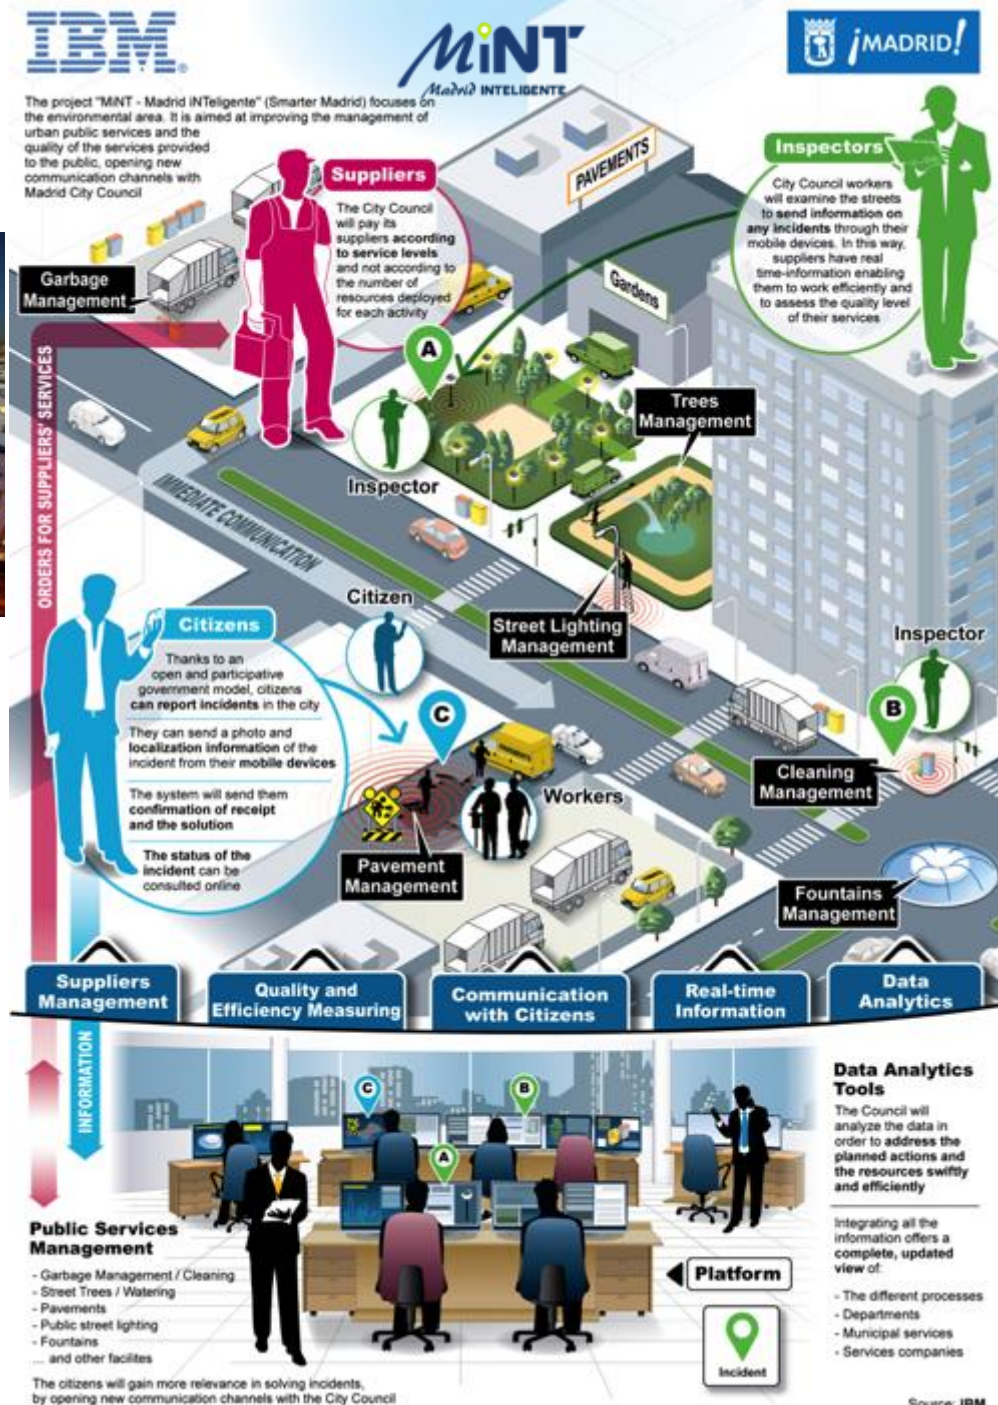 IBM
MiNT
Madrid INTELIGENTE
¡MADRID!
The project "MiNT - Madrid iNTeligente" (Smarter Madrid) focuses on
the environmental area. It is aimed at improving the management of
urban public services and the
quality of the services provided
to the public, opening new
communication channels with
Madrid City Council
Suppliers
The City Council
will pay its
suppliers according
to service levels
and not according to
the number of
resources deployed
for each activity
PAVEMENTS
Inspectors
City Council workers
will examine the streets
to send information on
any incidents through their
mobile devices. In this way,
suppliers have real
time-information enabling
them to work efficiently and
to assess the quality level
of their services
Garbage
Management
Gardens
A
Trees
Management
Inspector
ORDERS FOR SUPPLIERS' SERVICES
IMMEDIATE COMMUNICATION
Citizen
Street Lighting
Management
Inspector
Citizens
Thanks to an
open and participative
government model, citizens
can report incidents in the city
They can send a photo and
localization information of the
incident from their mobile devices
The system will send them
confirmation of receipt
and the solution
The status of the
incident can be
consulted online
C
B
Workers
Cleaning
Management
Pavement
Management
Fountains
Management
Suppliers
Management
Quality and
Efficiency Measuring
Communication
with Citizens
Real-time
Information
Data
Analytics
INFORMATION
C
B
A
Data Analytics
Tools
The Council will
analyze the data in
order to address the
planned actions and
the resources swiftly
and efficiently
Integrating all the
information offers a
complete, updated
view of:
- The different processes
- Departments
- Municipal services
- Services companies
Public Services
Management
- Garbage Management / Cleaning
- Street Trees / Watering
- Pavements
- Public street lighting
- Fountains
... and other facilites
Platform
Incident
The citizens will gain more relevance in solving incidents,
by opening new communication channels with the City Council
Source: IBM